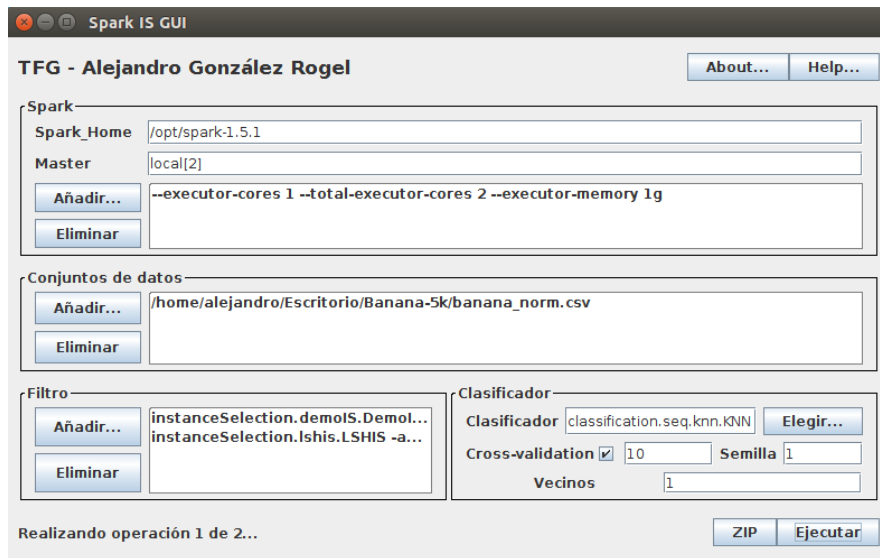 Spark IS GUI
TFG - Alejandro González Rogel
About...
Help...
Spark
Spark_Home
/opt/spark-1.5.1
Master
local[2]
Añadir...
--executor-cores 1 --total-executor-cores 2 --executor-memory 1g
Eliminar
Conjuntos de datos
Añadir...
/home/alejandro/Escritorio/Banana-5k/banana_norm.csv
Eliminar
Filtro
Añadir...
instanceSelection.demoIS.DemoI...
instanceSelection.lshis.LSHIS -a...
Eliminar
Clasificador
Clasificador
classification.seq.knn.KNN
Elegir...
Cross-validation
10
Semilla
1
Vecinos
1
Realizando operación 1 de 2...
ZIP
Ejecutar